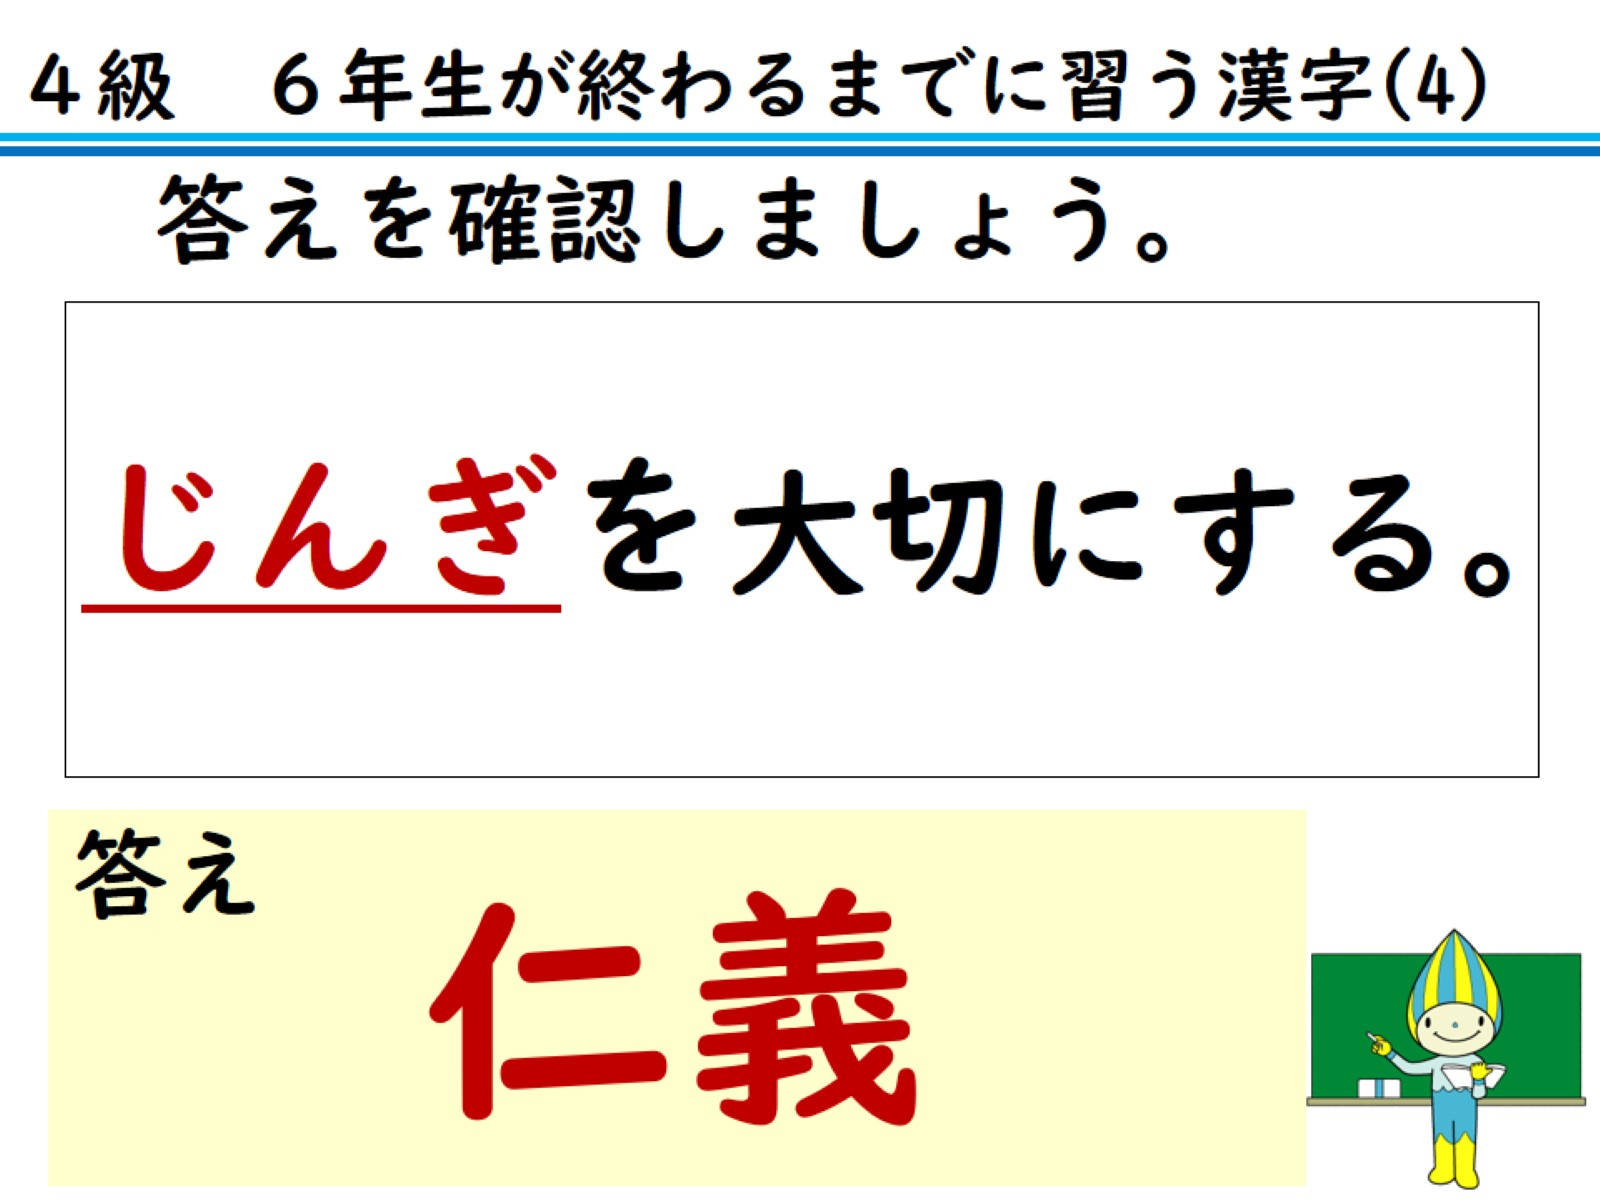 ４級　６年生が終わるまでに習う漢字(4)
答えを確認しましょう。
じんぎを大切にする。
答え
仁義